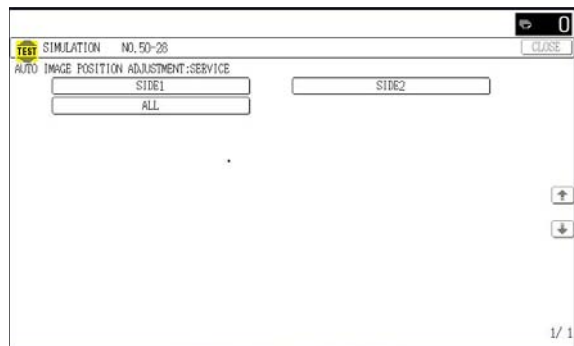 0
TEST SIMULATION NO.50-28 CLOSE
AUTO IMAGE POSITION ADJUSTMENT:SERVICE
SIDE1 SIDE2
ALL
1/ 1